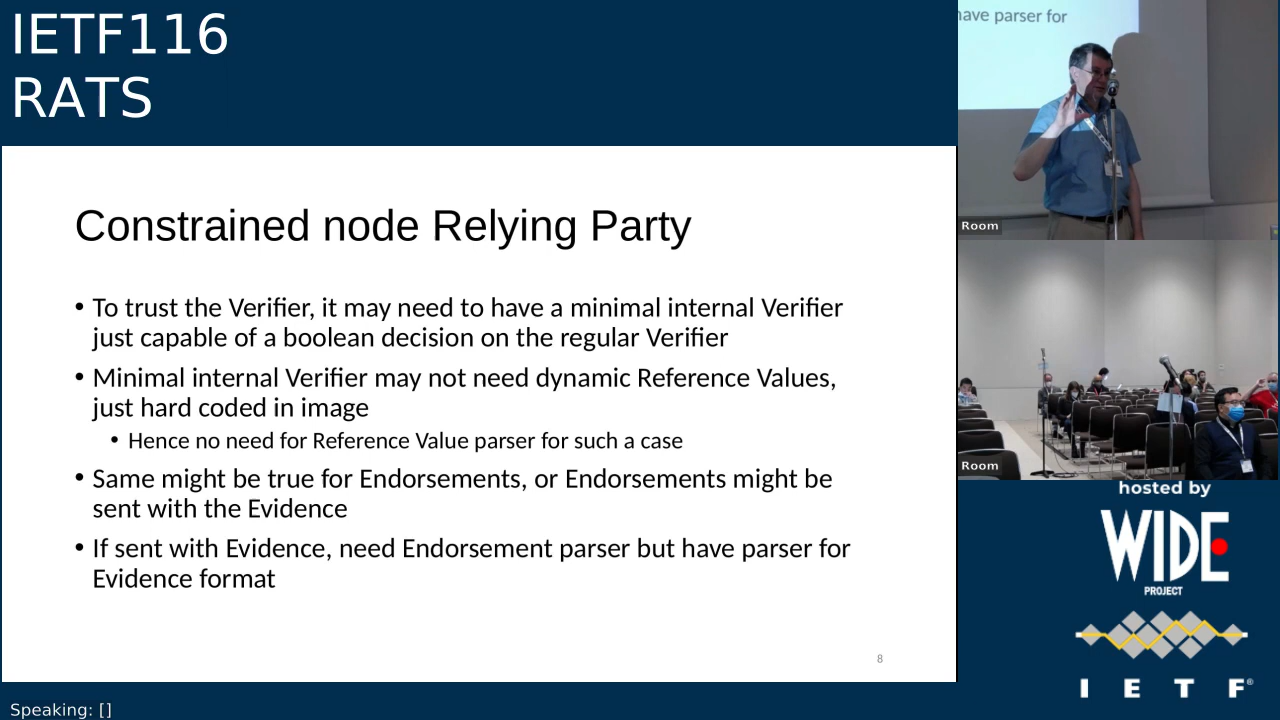 IETF116
RATS
Constrained node Relying Party
• To trust the Verifier, it may need to have a minimal internal Verifier
just capable of a boolean decision on the regular Verifier
• Minimal internal Verifier may not need dynamic Reference Values,
just hard coded in image
• Hence no need for Reference Value parser for such a case
• Same might be true for Endorsements, or Endorsements might be
sent with the Evidence
• If sent with Evidence, need Endorsement parser but have parser for
Evidence format
8
Speaking: []
have parser for
Room
Room
hosted by
WIDE
PROJECT
I E T F®